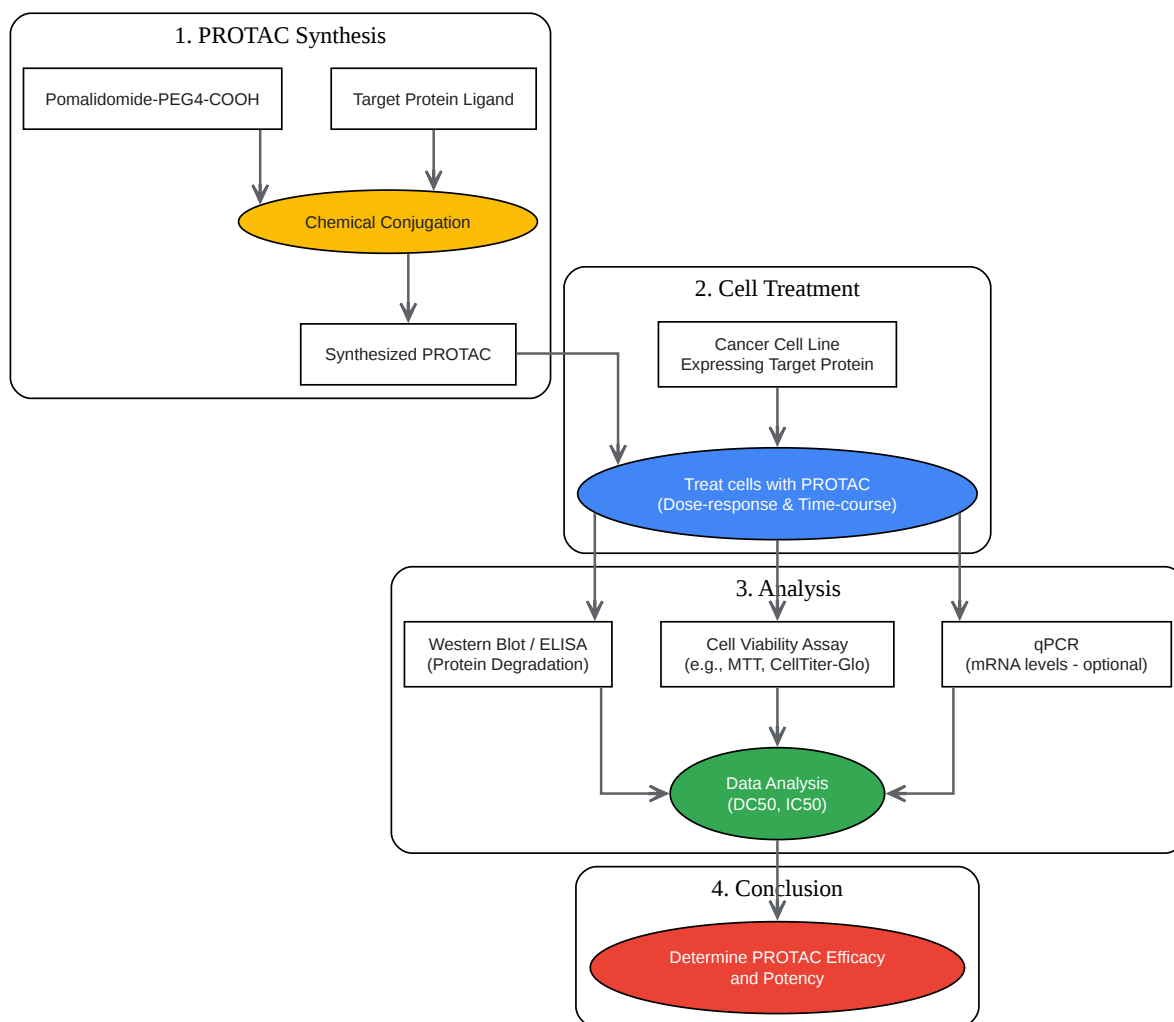 1. PROTAC Synthesis
Pomalidomide-PEG4-COOH
Target Protein Ligand
Chemical Conjugation
Synthesized PROTAC
2. Cell Treatment
Cancer Cell Line
Expressing Target Protein
Treat cells with PROTAC
(Dose-response & Time-course)
3. Analysis
Western Blot / ELISA
(Protein Degradation)
Cell Viability Assay
(e.g., MTT, CellTiter-Glo)
qPCR
(mRNA levels - optional)
Data Analysis
(DC50, IC50)
4. Conclusion
Determine PROTAC Efficacy
and Potency